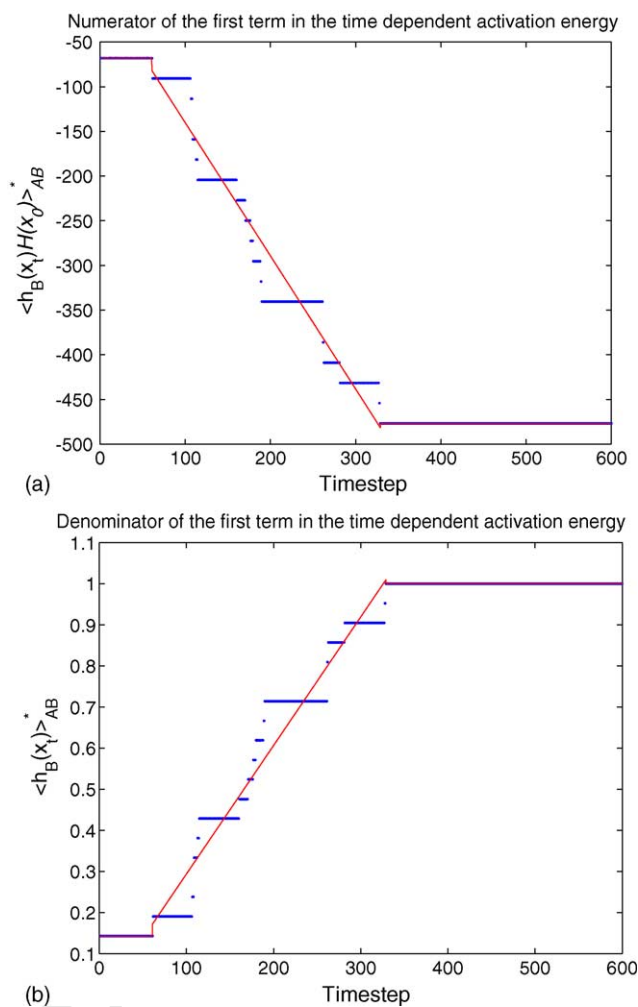 Numerator of the first term in the time dependent activation energy
-50
-100
-150
-200
-250
-300
-350
-400
-450
-500
<h_B(x_t)H(x_0)>*_AB
0 100 200 300 400 500 600
(a)
Timestep
Denominator of the first term in the time dependent activation energy
1.1
1
0.9
0.8
0.7
0.6
0.5
0.4
0.3
0.2
0.1
<h_B(x_t)>*_AB
0 100 200 300 400 500 600
(b)
Timestep